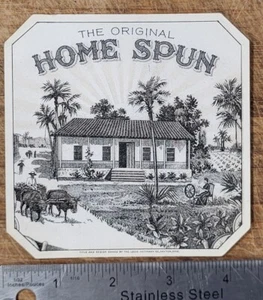 THE ORIGINAL
HOME SPUN
1 2 3 4
Stainless Steel